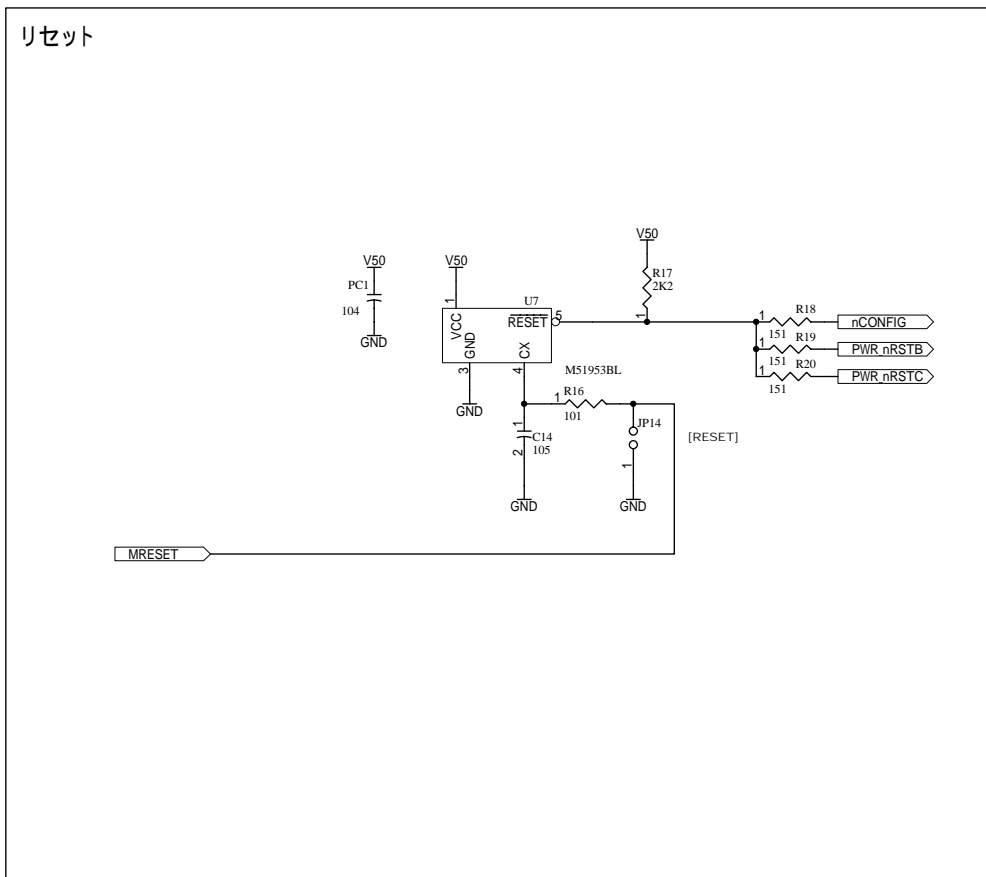 リセット
V50
V50
V50
PC1
104
GND
R17
2K2
1
1
U7
VCC
GND
RESET
CX
5
3
4
M51953BL
GND
1
R18
151
nCONFIG
1
R19
151
PWR_nRSTB
1
R20
151
PWR_nRSTC
1
R16
101
1
C14
105
2
GND
JP14
1
GND
[RESET]
MRESET